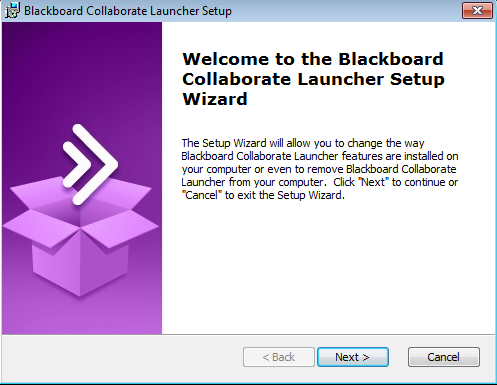 Blackboard Collaborate Launcher Setup
Welcome to the Blackboard
Collaborate Launcher Setup
Wizard
The Setup Wizard will allow you to change the way
Blackboard Collaborate Launcher features are installed on
your computer or even to remove Blackboard Collaborate
Launcher from your computer.  Click "Next" to continue or
"Cancel" to exit the Setup Wizard.
< Back
Next >
Cancel